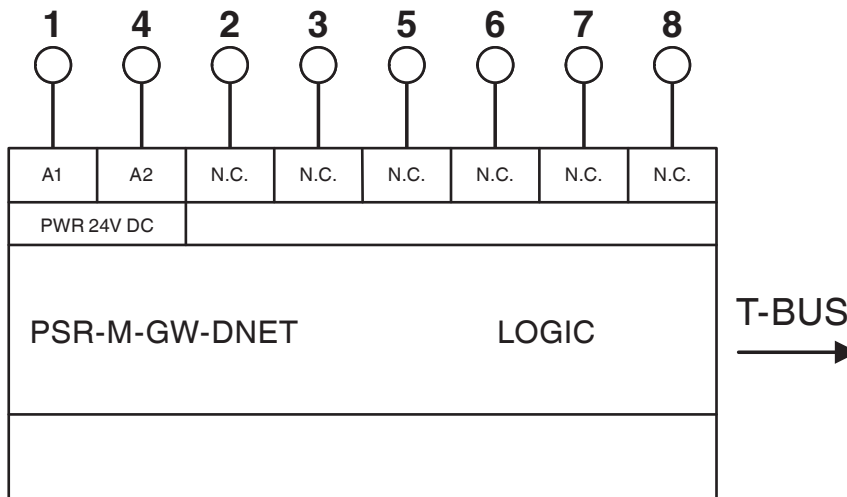 1 4 2 3 5 6 7 8
A1 A2 N.C. N.C. N.C. N.C. N.C. N.C.
PWR 24V DC
PSR-M-GW-DNET LOGIC T-BUS